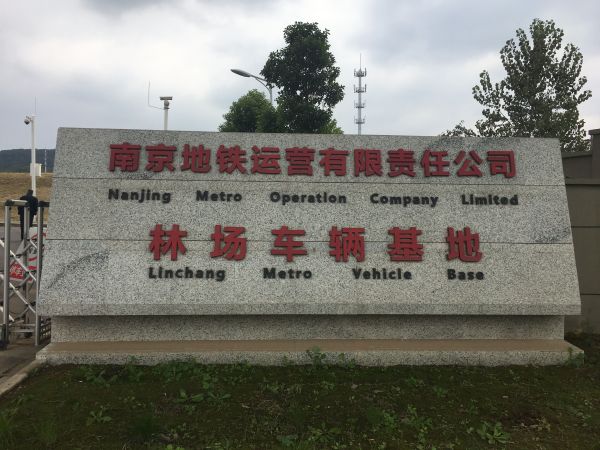 南京地铁运营有限责任公司
Nanjing Metro Operation Company Limited
林场车辆基地
Linchang Metro Vehicle Base